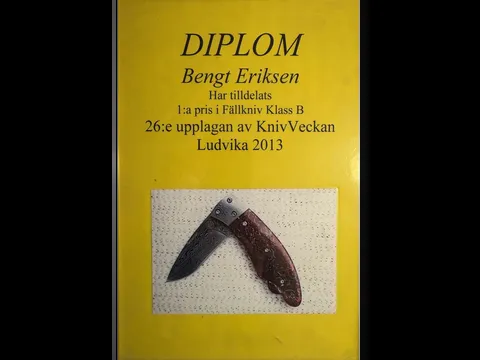 DIPLOM
Bengt Eriksen
Har tilldelats
1:a pris i Fällkniv Klass B
26:e upplagan av KnivVeckan
Ludvika 2013